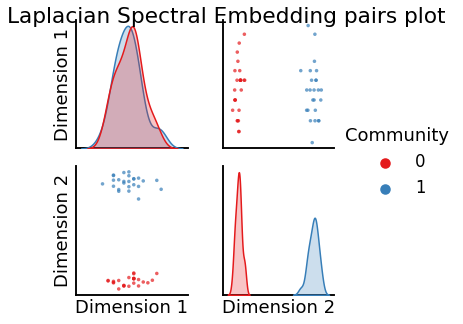 Laplacian Spectral Embedding pairs plot
Dimension 1
Community
0
1
Dimension 2
Dimension 1
Dimension 2